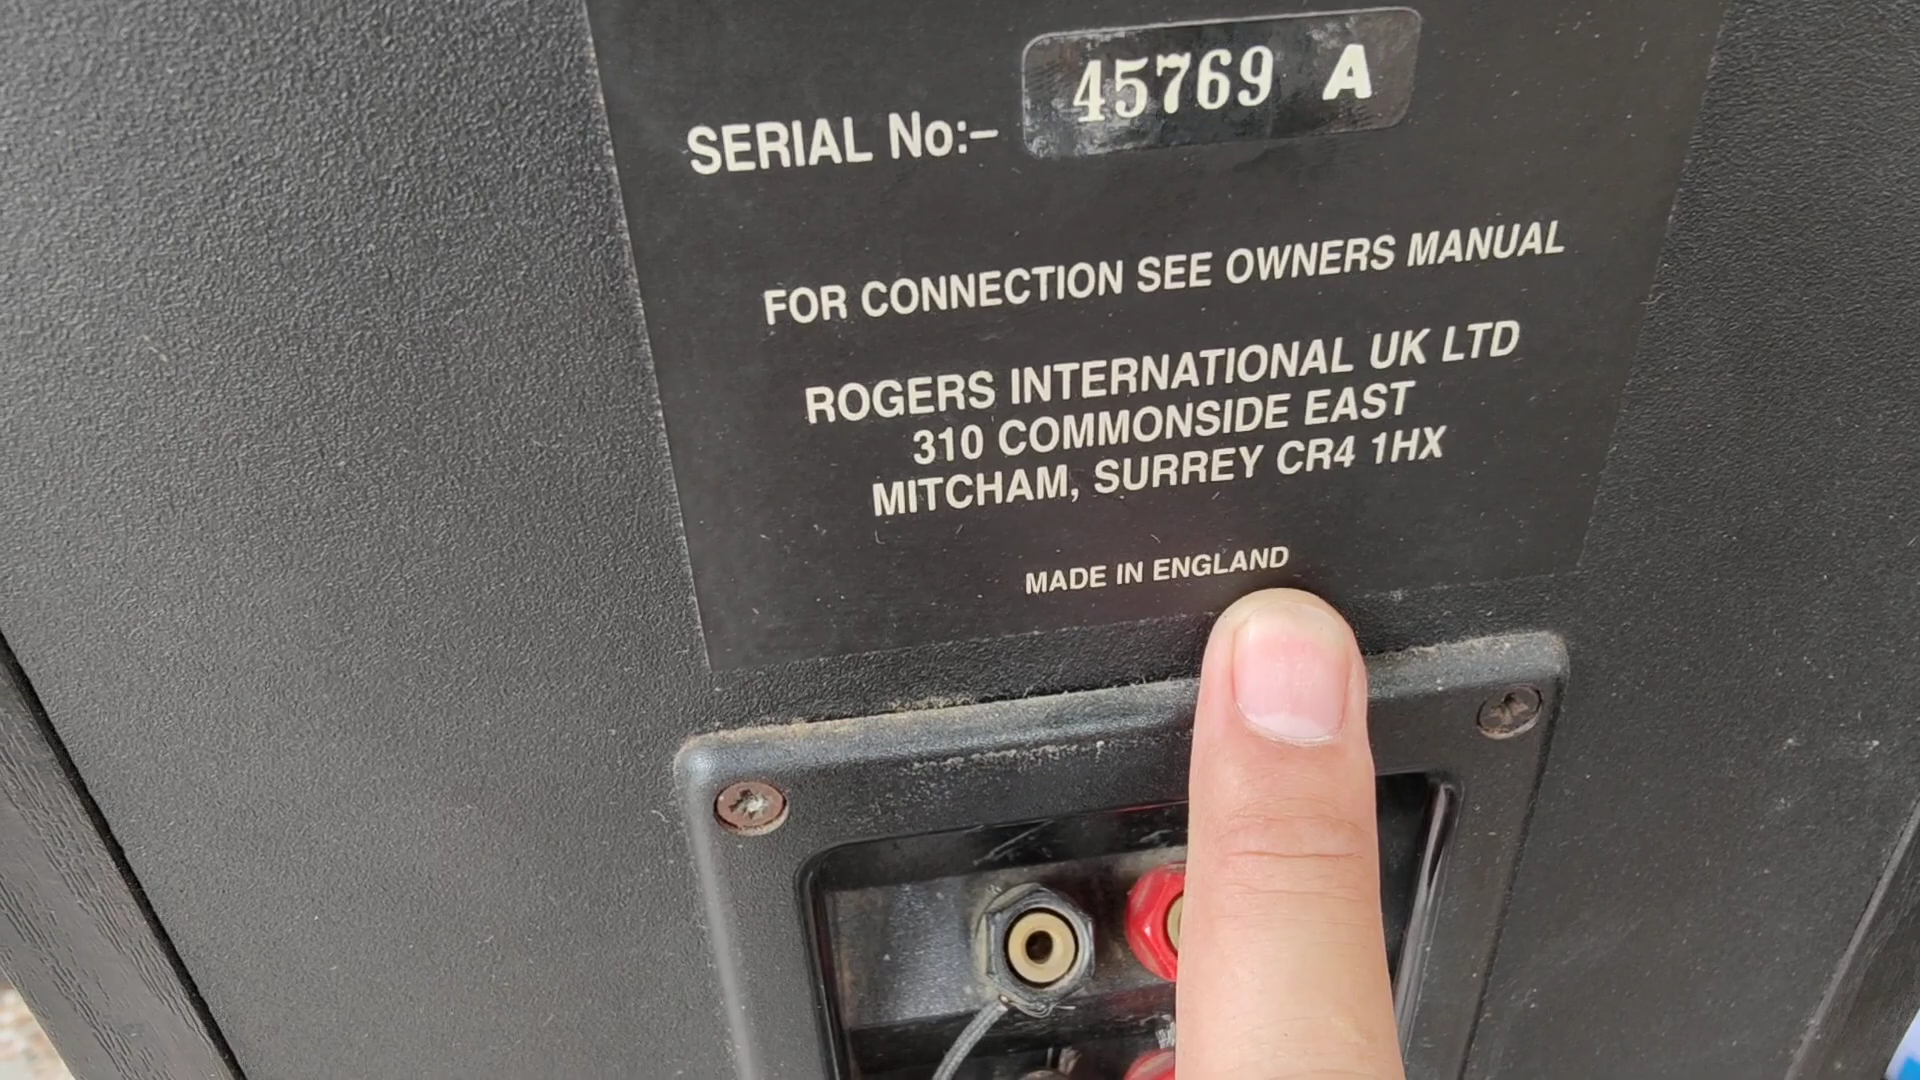 SERIAL No:– 45769 A
FOR CONNECTION SEE OWNERS MANUAL
ROGERS INTERNATIONAL UK LTD
310 COMMONSIDE EAST
MITCHAM, SURREY CR4 1HX
MADE IN ENGLAND